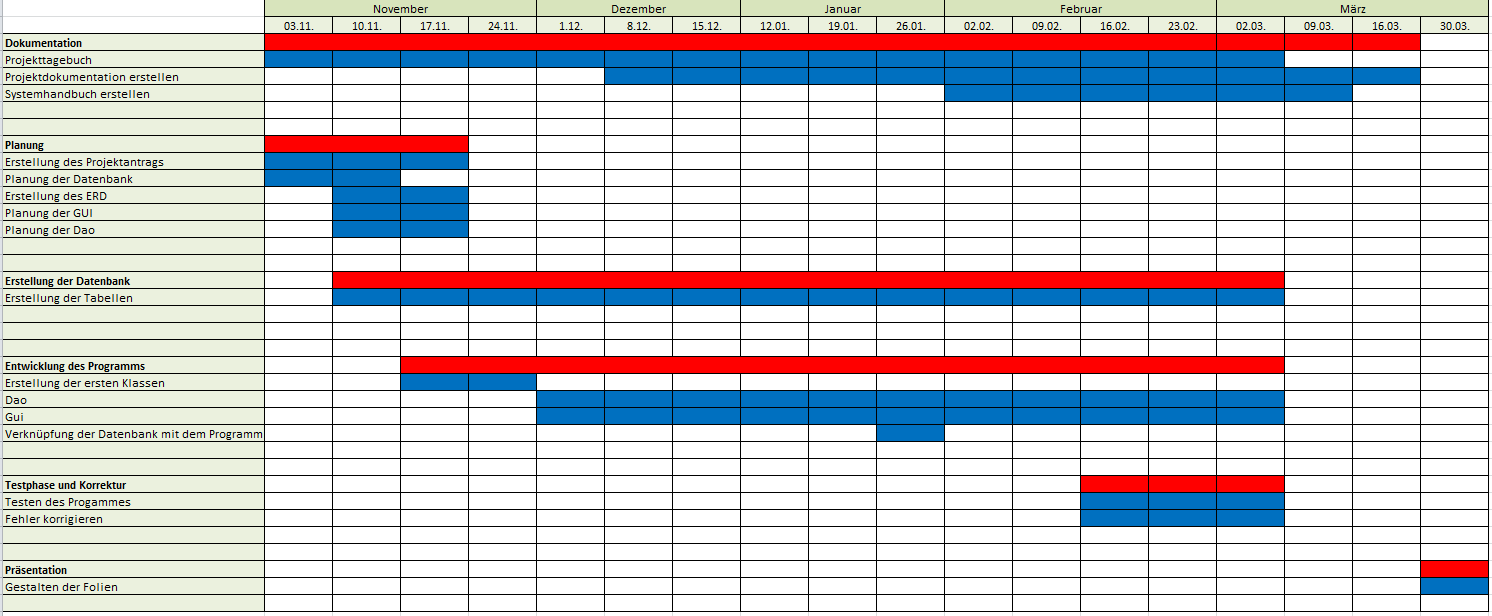 November Dezember Januar Februar März
03.11. 10.11. 17.11. 24.11. 1.12. 8.12. 15.12. 12.01. 19.01. 26.01. 02.02. 09.02. 16.02. 23.02. 02.03. 09.03. 16.03. 30.03.
Dokumentation
Projekttagebuch
Projektdokumentation erstellen
Systemhandbuch erstellen
Planung
Erstellung des Projektantrags
Planung der Datenbank
Erstellung des ERD
Planung der GUI
Planung der Dao
Erstellung der Datenbank
Erstellung der Tabellen
Entwicklung des Programms
Erstellung der ersten Klassen
Dao
Gui
Verknüpfung der Datenbank mit dem Programm
Testphase und Korrektur
Testen des Progammes
Fehler korrigieren
Präsentation
Gestalten der Folien